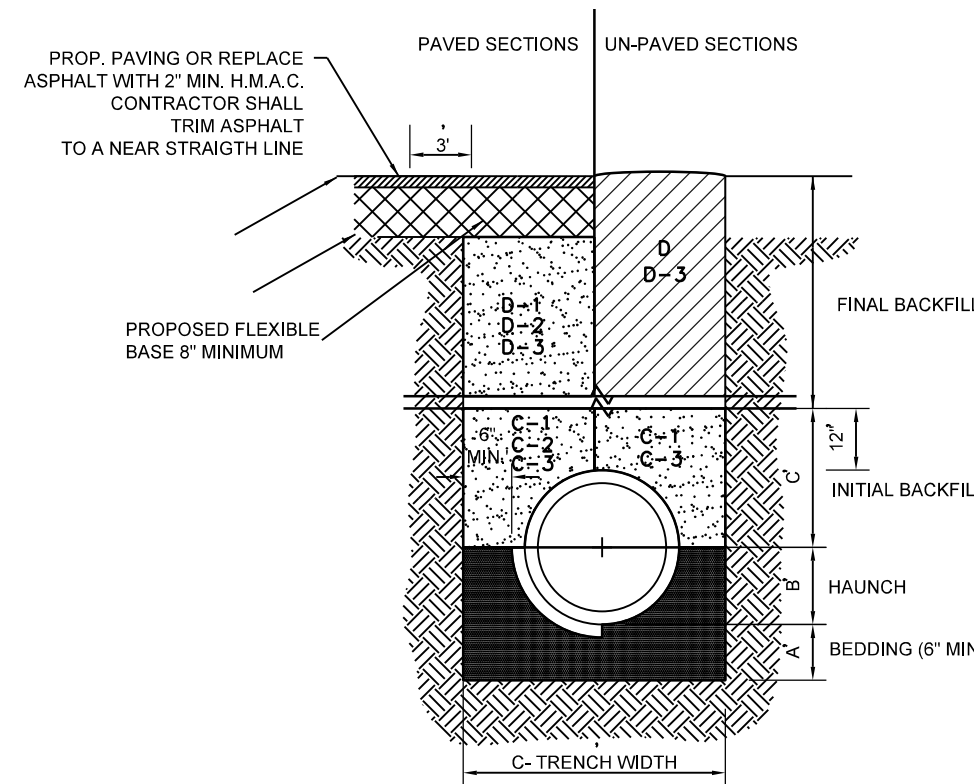 PAVED SECTIONS
UN-PAVED SECTIONS
PROP. PAVING OR REPLACE
ASPHALT WITH 2" MIN. H.M.A.C.
CONTRACTOR SHALL
TRIM ASPHALT
TO A NEAR STRAIGTH LINE
3'
D
D-3
D-1
D-2
D-3
FINAL BACKFILL
PROPOSED FLEXIBLE
BASE 8" MINIMUM
6"
MIN.
C-1
C-2
C-3
C-1
C-3
12"
C'
INITIAL BACKFIL
B'
HAUNCH
A'
BEDDING (6" MIN
C- TRENCH WIDTH